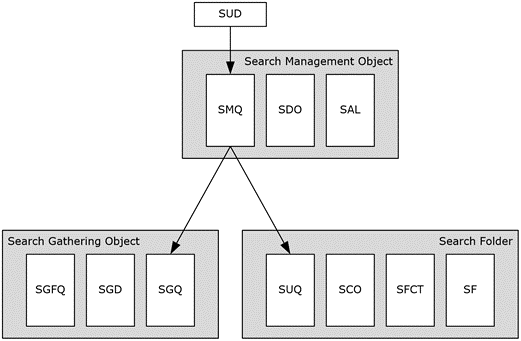 SUD
Search Management Object
SMQ SDO SAL
Search Gathering Object
SGFQ SGD SGQ
Search Folder
SUQ SCO SFCT SF